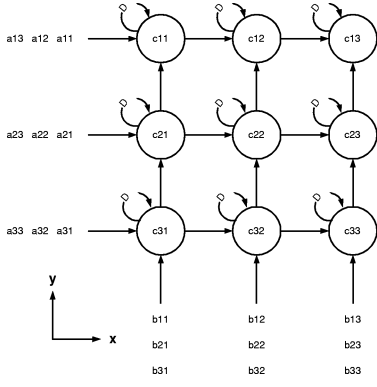 D D D
a13 a12 a11 c11 c12 c13
D D D
a23 a22 a21 c21 c22 c23
D D D
a33 a32 a31 c31 c32 c33
y
x
b11 b12 b13
b21 b22 b23
b31 b32 b33